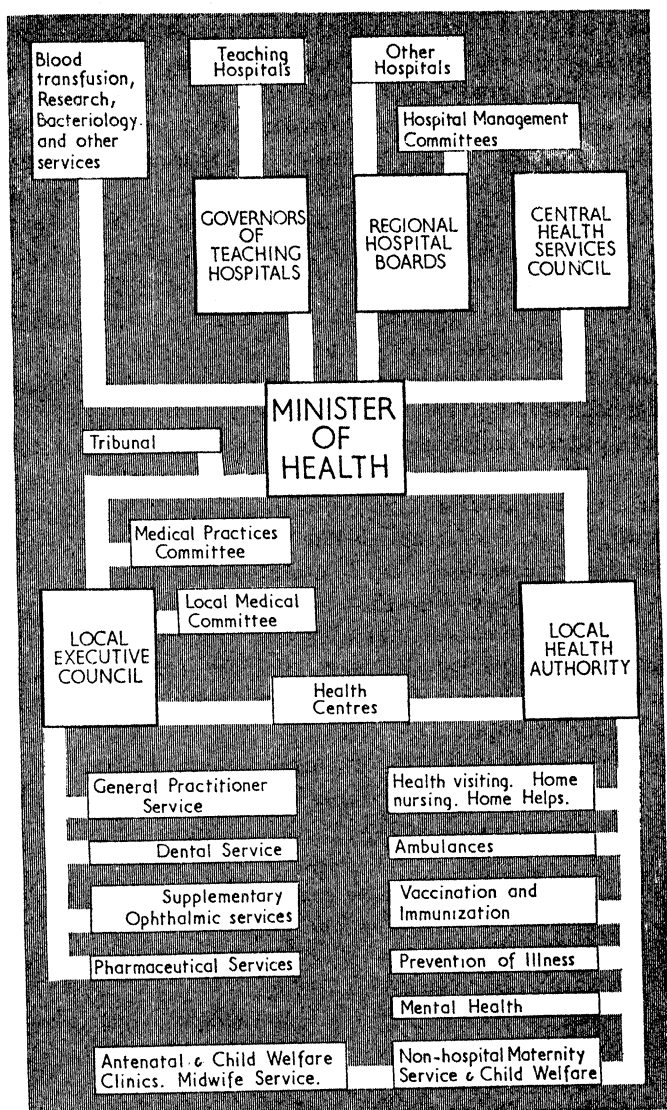 Blood
transfusion,
Research,
Bacteriology.
and other
services
Teaching
Hospitals
Other
Hospitals
Hospital Management
Committees
GOVERNORS
OF
TEACHING
HOSPITALS
REGIONAL
HOSPITAL
BOARDS
CENTRAL
HEALTH
SERVICES
COUNCIL
MINISTER
OF
HEALTH
Tribunal
Medical Practices
Committee
Local Medical
Committee
LOCAL
EXECUTIVE
COUNCIL
LOCAL
HEALTH
AUTHORITY
Health
Centres
General Practitioner
Service
Dental Service
Supplementary
Ophthalmic services
Pharmaceutical Services
Health visiting. Home
nursing. Home Helps.
Ambulances
Vaccination and
Immunization
Prevention of Illness
Mental Health
Antenatal & Child Welfare
Clinics. Midwife Service.
Non-hospital Maternity
Service & Child Welfare